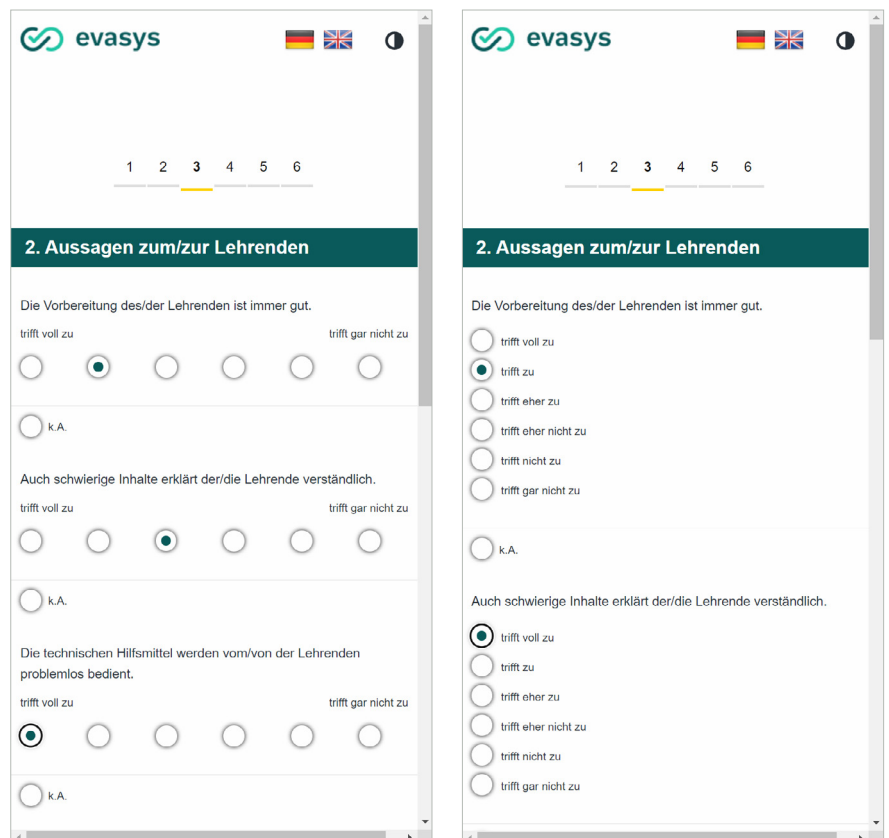 evasys
1 2 3 4 5 6
2. Aussagen zum/zur Lehrenden
Die Vorbereitung des/der Lehrenden ist immer gut.
trifft voll zu trifft gar nicht zu
k.A.
Auch schwierige Inhalte erklärt der/die Lehrende verständlich.
trifft voll zu trifft gar nicht zu
k.A.
Die technischen Hilfsmittel werden vom/von der Lehrenden
problemlos bedient.
trifft voll zu trifft gar nicht zu
k.A.
evasys
1 2 3 4 5 6
2. Aussagen zum/zur Lehrenden
Die Vorbereitung des/der Lehrenden ist immer gut.
trifft voll zu
trifft zu
trifft eher zu
trifft eher nicht zu
trifft nicht zu
trifft gar nicht zu
k.A.
Auch schwierige Inhalte erklärt der/die Lehrende verständlich.
trifft voll zu
trifft zu
trifft eher zu
trifft eher nicht zu
trifft nicht zu
trifft gar nicht zu